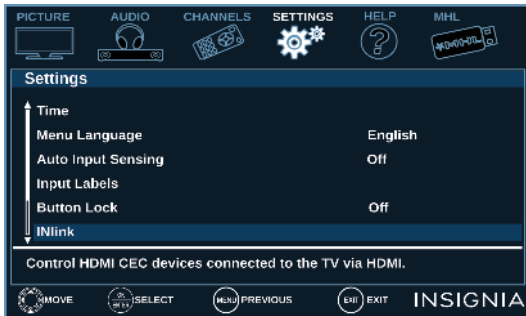 PICTURE AUDIO CHANNELS SETTINGS HELP MHL
Settings
Time
Menu Language English
Auto Input Sensing Off
Input Labels
Button Lock Off
INlink
Control HDMI CEC devices connected to the TV via HDMI.
MOVE OK ENTER SELECT MENU PREVIOUS EXIT EXIT INSIGNIA